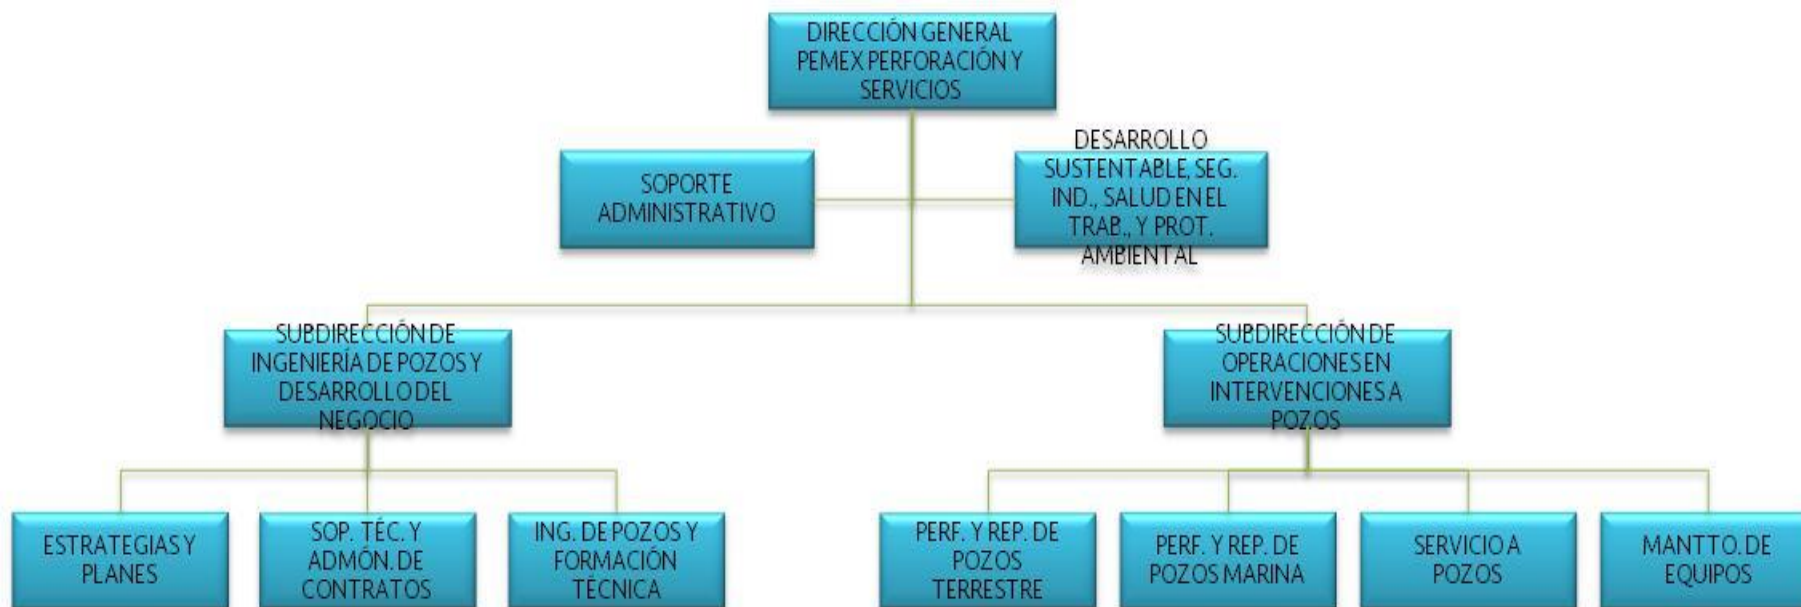 DIRECCIÓN GENERAL
PEMEX PERFORACIÓN Y
SERVICIOS
SOPORTE
ADMINISTRATIVO
DESARROLLO
SUSTENTABLE, SEG.
IND., SALUD EN EL
TRAB., Y PROT.
AMBIENTAL
SUBDIRECCIÓN DE
INGENIERÍA DE POZOS Y
DESARROLLO DEL
NEGOCIO
SUBDIRECCIÓN DE
OPERACIONES EN
INTERVENCIONES A
POZOS
ESTRATEGIAS Y
PLANES
SOP. TÉC. Y
ADMÓN. DE
CONTRATOS
ING. DE POZOS Y
FORMACIÓN
TÉCNICA
PERF. Y REP. DE
POZOS
TERRESTRE
PERF. Y REP. DE
POZOS MARINA
SERVICIO A
POZOS
MANTTO. DE
EQUIPOS